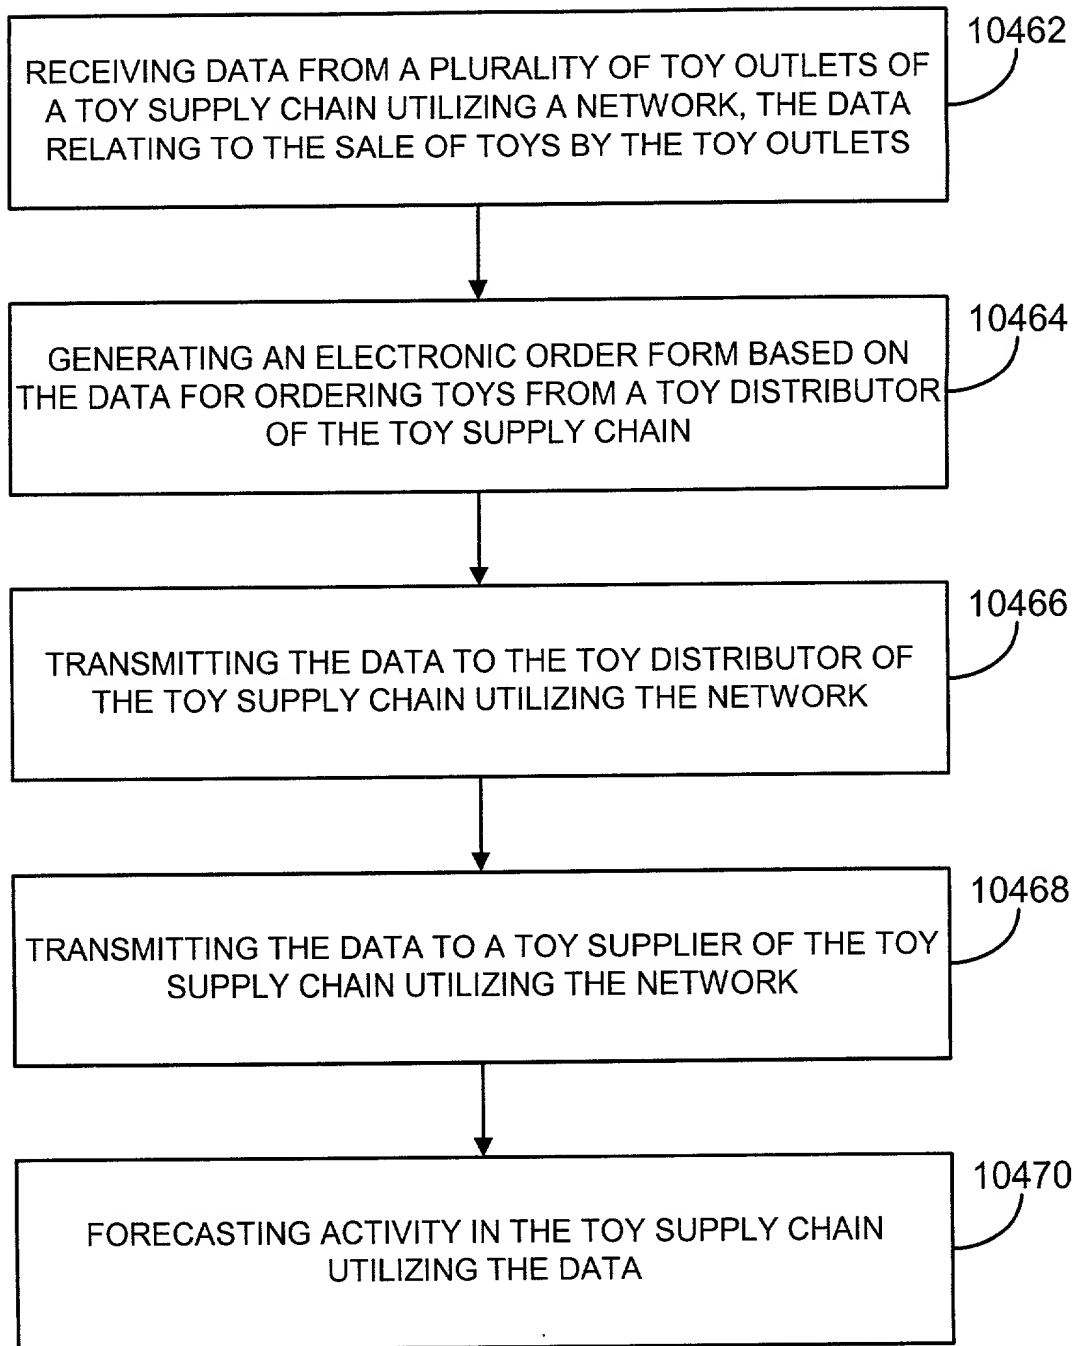 10462
RECEIVING DATA FROM A PLURALITY OF TOY OUTLETS OF
A TOY SUPPLY CHAIN UTILIZING A NETWORK, THE DATA
RELATING TO THE SALE OF TOYS BY THE TOY OUTLETS
10464
GENERATING AN ELECTRONIC ORDER FORM BASED ON
THE DATA FOR ORDERING TOYS FROM A TOY DISTRIBUTOR
OF THE TOY SUPPLY CHAIN
10466
TRANSMITTING THE DATA TO THE TOY DISTRIBUTOR OF
THE TOY SUPPLY CHAIN UTILIZING THE NETWORK
10468
TRANSMITTING THE DATA TO A TOY SUPPLIER OF THE TOY
SUPPLY CHAIN UTILIZING THE NETWORK
10470
FORECASTING ACTIVITY IN THE TOY SUPPLY CHAIN
UTILIZING THE DATA